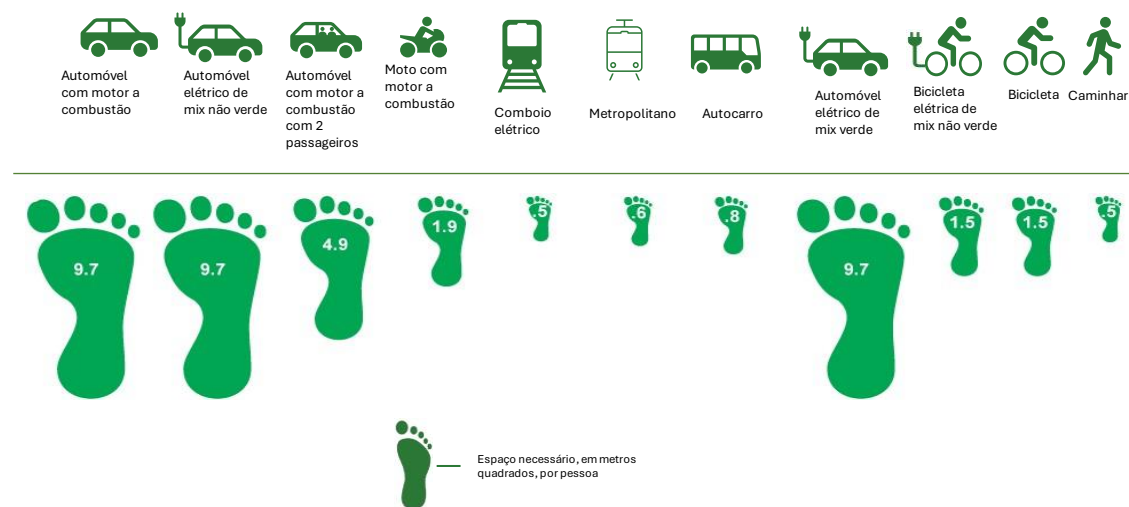 Automóvel
com motor a
combustão
Automóvel
elétrico de
mix não verde
Automóvel
com motor a
combustão
com 2
passageiros
Moto com
motor a
combustão
Comboio
elétrico
Metropolitano
Autocarro
Automóvel
elétrico de
mix verde
Bicicleta
elétrica de
mix não verde
Bicicleta
Caminhar
9.7
9.7
4.9
1.9
.5
.6
.8
9.7
1.5
1.5
.5
Espaço necessário, em metros
quadrados, por pessoa